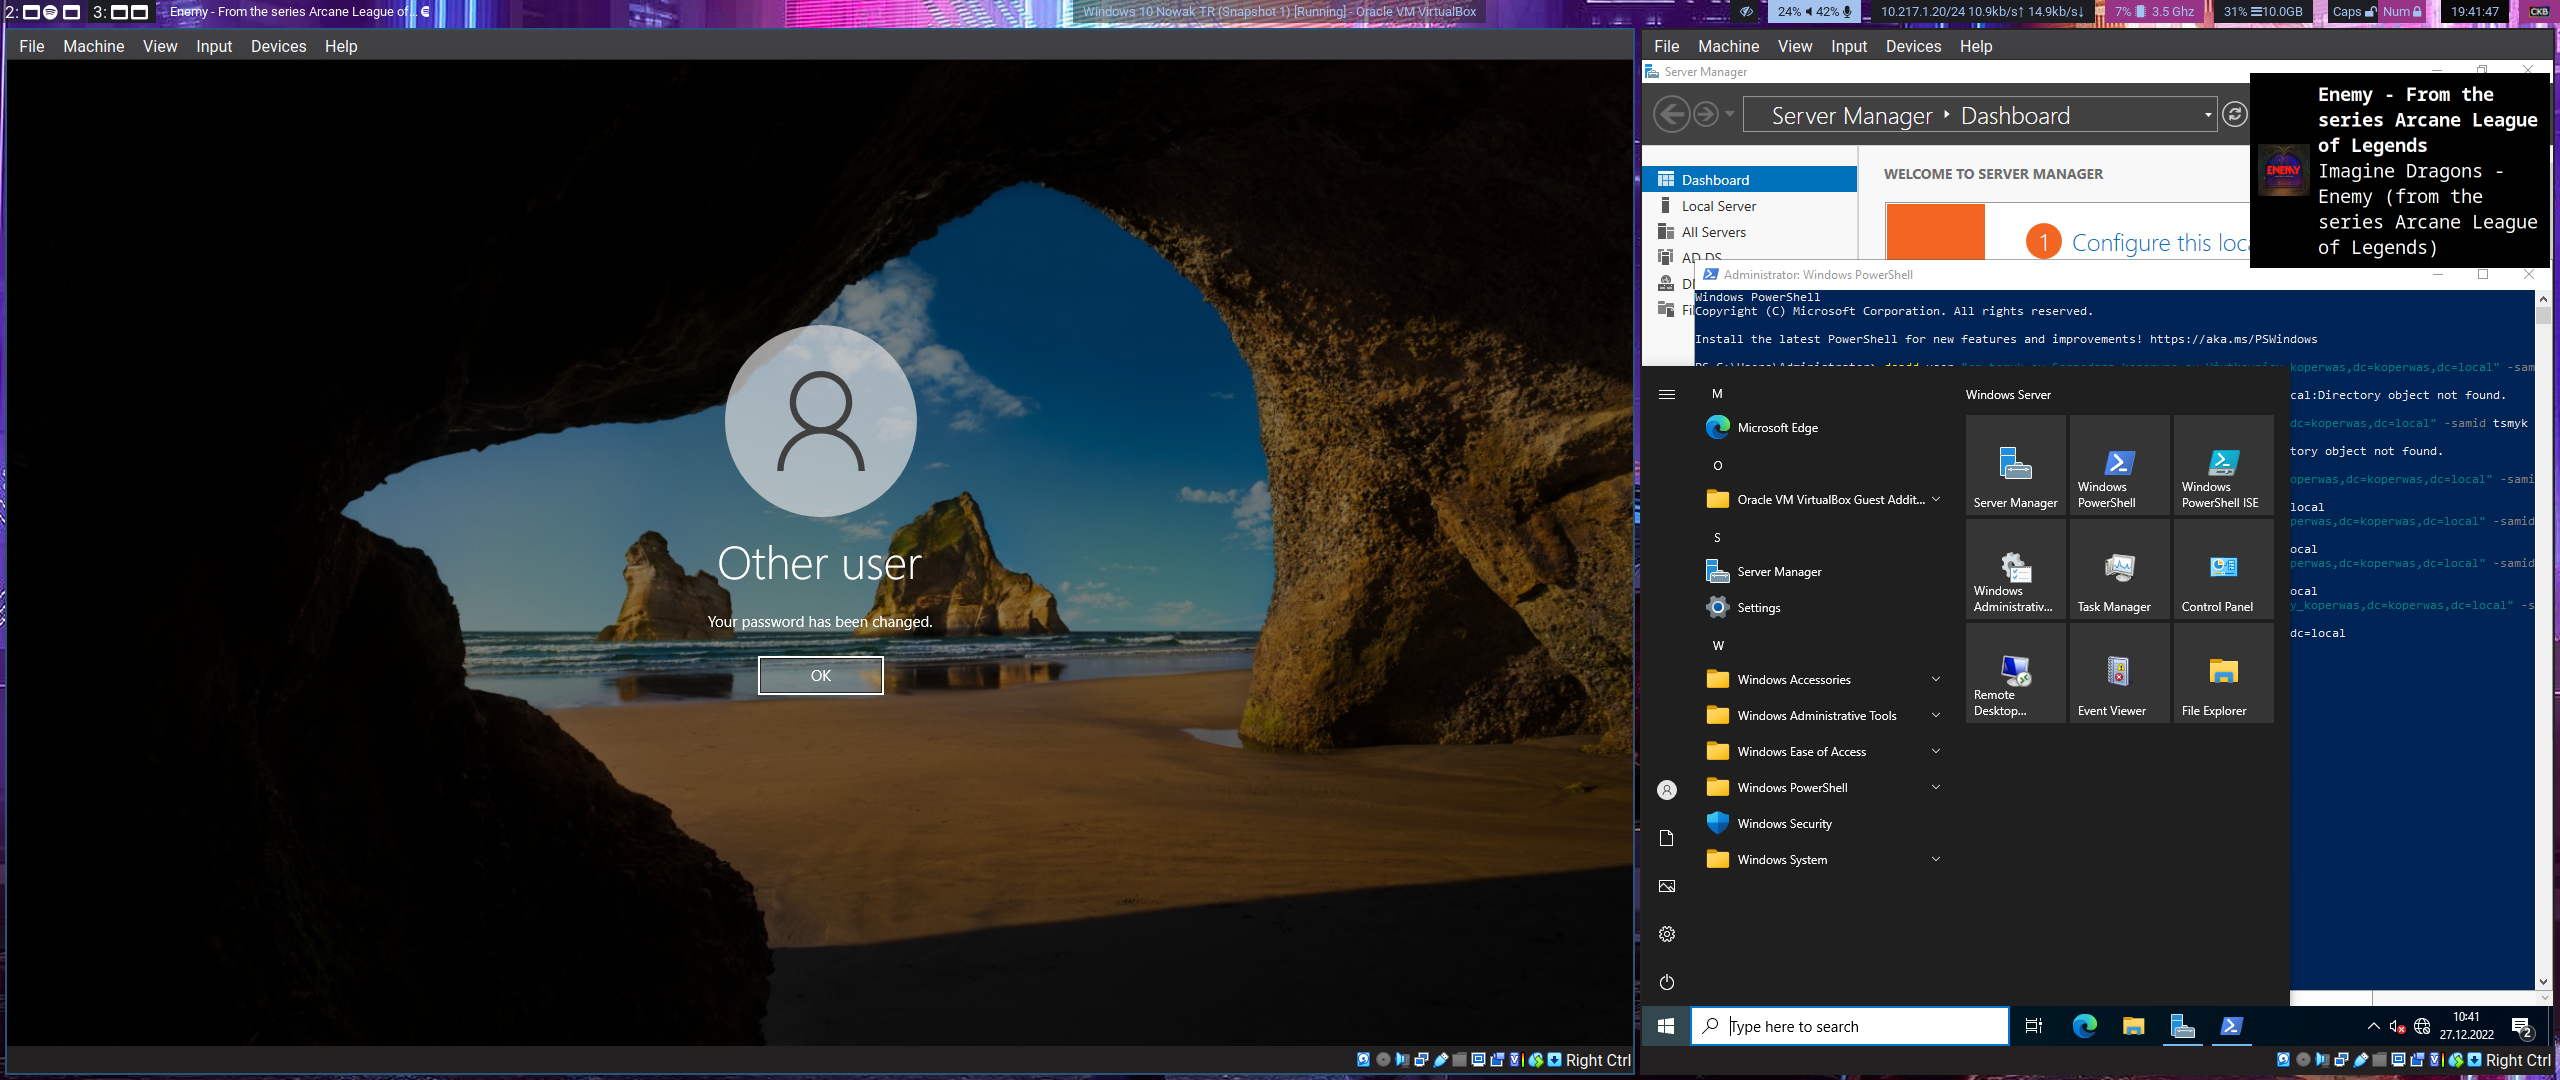 2:
3:
Enemy - From the series Arcane League of...
Windows 10 Nowak TR (Snapshot 1) [Running] - Oracle VM VirtualBox
24% 42%
10.217.1.20/24 10.9kb/s↑ 14.9kb/s↓
7% 3.5 Ghz
31% 10.0GB
Caps Num
19:41:47
CKB
File Machine View Input Devices Help
Other user
Your password has been changed.
OK
Right Ctrl
File Machine View Input Devices Help
Server Manager
Server Manager ‣ Dashboard
Enemy - From the
series Arcane League
of Legends
Imagine Dragons -
Enemy (from the
series Arcane League
of Legends)
ENEMY
Dashboard
Local Server
All Servers
AD DS
WELCOME TO SERVER MANAGER
1 Configure this loc
Administrator: Windows PowerShell
Windows PowerShell
Copyright (C) Microsoft Corporation. All rights reserved.
Install the latest PowerShell for new features and improvements! https://aka.ms/PSWindows
koperwas,dc=local" -sam
cal:Directory object not found.
dc=koperwas,dc=local" -samid tsmyk
tory object not found.
operwas,dc=koperwas,dc=local" -sami
local
perwas,dc=koperwas,dc=local" -samid
ocal
perwas,dc=koperwas,dc=local" -samid
ocal
y_koperwas,dc=koperwas,dc=local" -s
dc=local
M
Microsoft Edge
O
Oracle VM VirtualBox Guest Addit...
S
Server Manager
Settings
W
Windows Accessories
Windows Administrative Tools
Windows Ease of Access
Windows PowerShell
Windows Security
Windows System
Windows Server
Server Manager
Windows PowerShell
Windows PowerShell ISE
Windows Administrativ...
Task Manager
Control Panel
Remote Desktop...
Event Viewer
File Explorer
Type here to search
10:41
27.12.2022
2
Right Ctrl